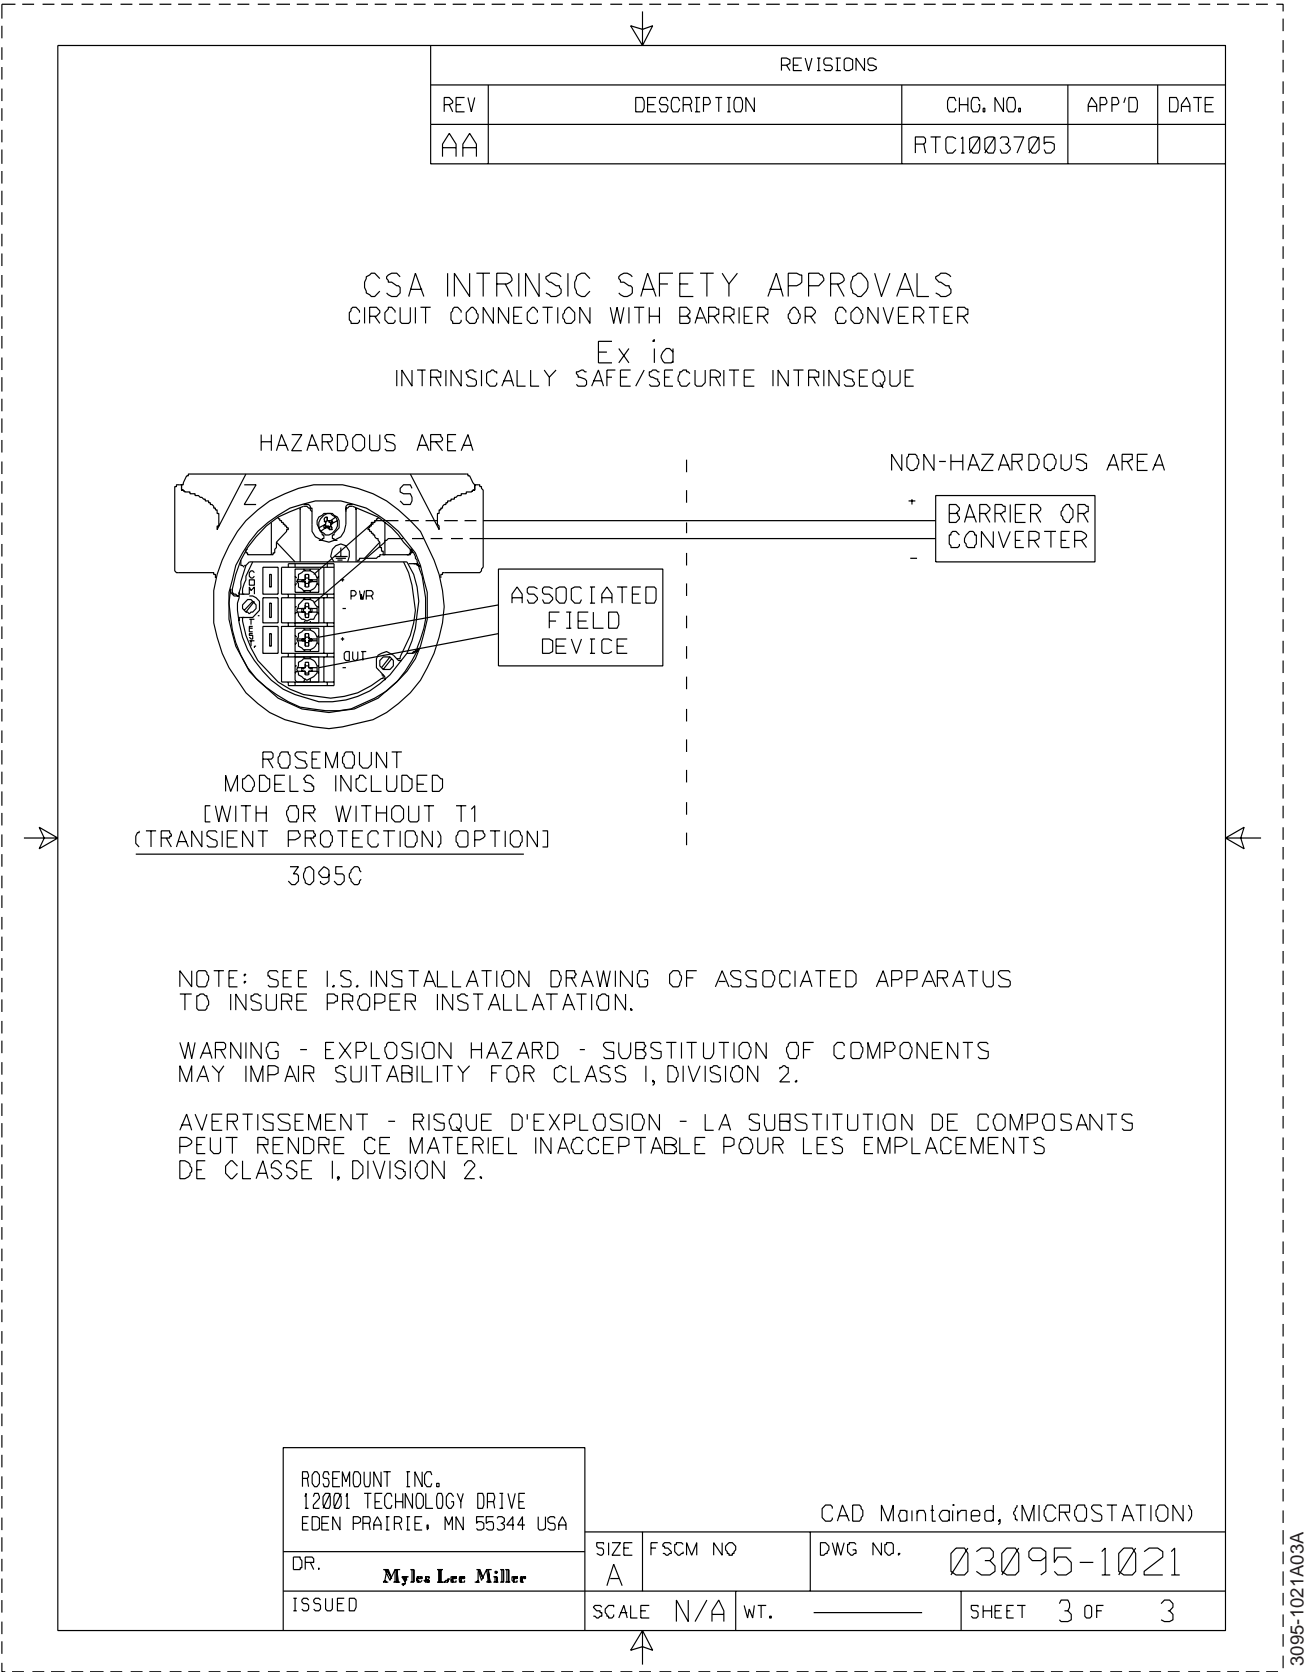 REVISIONS
REV DESCRIPTION CHG. NO. APP'D DATE
AA RTC1003705
CSA INTRINSIC SAFETY APPROVALS
CIRCUIT CONNECTION WITH BARRIER OR CONVERTER
Ex ia
INTRINSICALLY SAFE/SECURITE INTRINSEQUE
HAZARDOUS AREA
NON-HAZARDOUS AREA
Z S
+
BARRIER OR
CONVERTER
-
COM
+
PWR
-
TEST
+
OUT
-
ASSOCIATED
FIELD
DEVICE
ROSEMOUNT
MODELS INCLUDED
[WITH OR WITHOUT T1
(TRANSIENT PROTECTION) OPTION]
3095C
NOTE: SEE I.S. INSTALLATION DRAWING OF ASSOCIATED APPARATUS
TO INSURE PROPER INSTALLATATION.
WARNING - EXPLOSION HAZARD - SUBSTITUTION OF COMPONENTS
MAY IMPAIR SUITABILITY FOR CLASS I, DIVISION 2.
AVERTISSEMENT - RISQUE D'EXPLOSION - LA SUBSTITUTION DE COMPOSANTS
PEUT RENDRE CE MATERIEL INACCEPTABLE POUR LES EMPLACEMENTS
DE CLASSE I, DIVISION 2.
ROSEMOUNT INC.
12001 TECHNOLOGY DRIVE
EDEN PRAIRIE, MN 55344 USA
CAD Maintained, (MICROSTATION)
DR. Myles Lee Miller
SIZE A
FSCM NO
DWG NO. 03095-1021
ISSUED
SCALE N/A WT. SHEET 3 OF 3
3095-1021A03A